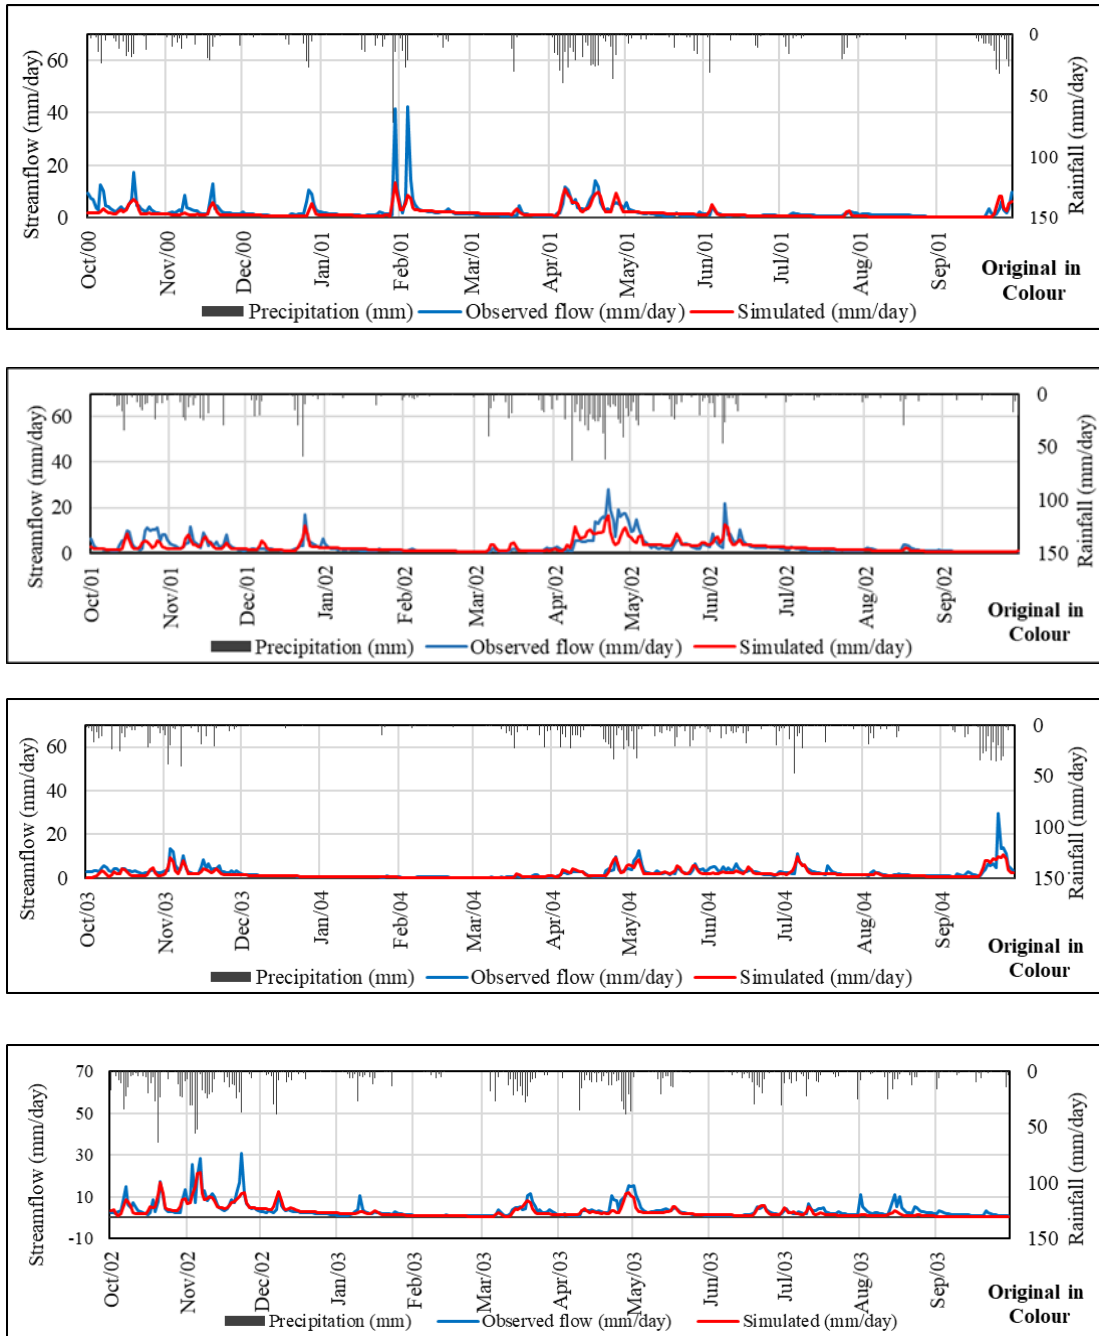 Streamflow (mm/day)
60
40
20
0
0
50
100
150
Rainfall (mm/day)
Oct/00
Nov/00
Dec/00
Jan/01
Feb/01
Mar/01
Apr/01
May/01
Jun/01
Jul/01
Aug/01
Sep/01
Original in
Colour
Precipitation (mm)
Observed flow (mm/day)
Simulated (mm/day)
Streamflow (mm/day)
60
40
20
0
0
50
100
150
Rainfall (mm/day)
Oct/01
Nov/01
Dec/01
Jan/02
Feb/02
Mar/02
Apr/02
May/02
Jun/02
Jul/02
Aug/02
Sep/02
Original in
Colour
Precipitation (mm)
Observed flow (mm/day)
Simulated (mm/day)
Streamflow (mm/day)
60
40
20
0
0
50
100
150
Rainfall (mm/day)
Oct/03
Nov/03
Dec/03
Jan/04
Feb/04
Mar/04
Apr/04
May/04
Jun/04
Jul/04
Aug/04
Sep/04
Original in
Colour
Precipitation (mm)
Observed flow (mm/day)
Simulated (mm/day)
Streamflow (mm/day)
70
50
30
10
-10
0
50
100
150
Rainfall (mm/day)
Oct/02
Nov/02
Dec/02
Jan/03
Feb/03
Mar/03
Apr/03
May/03
Jun/03
Jul/03
Aug/03
Sep/03
Original in
Colour
Precipitation (mm)
Observed flow (mm/day)
Simulated (mm/day)